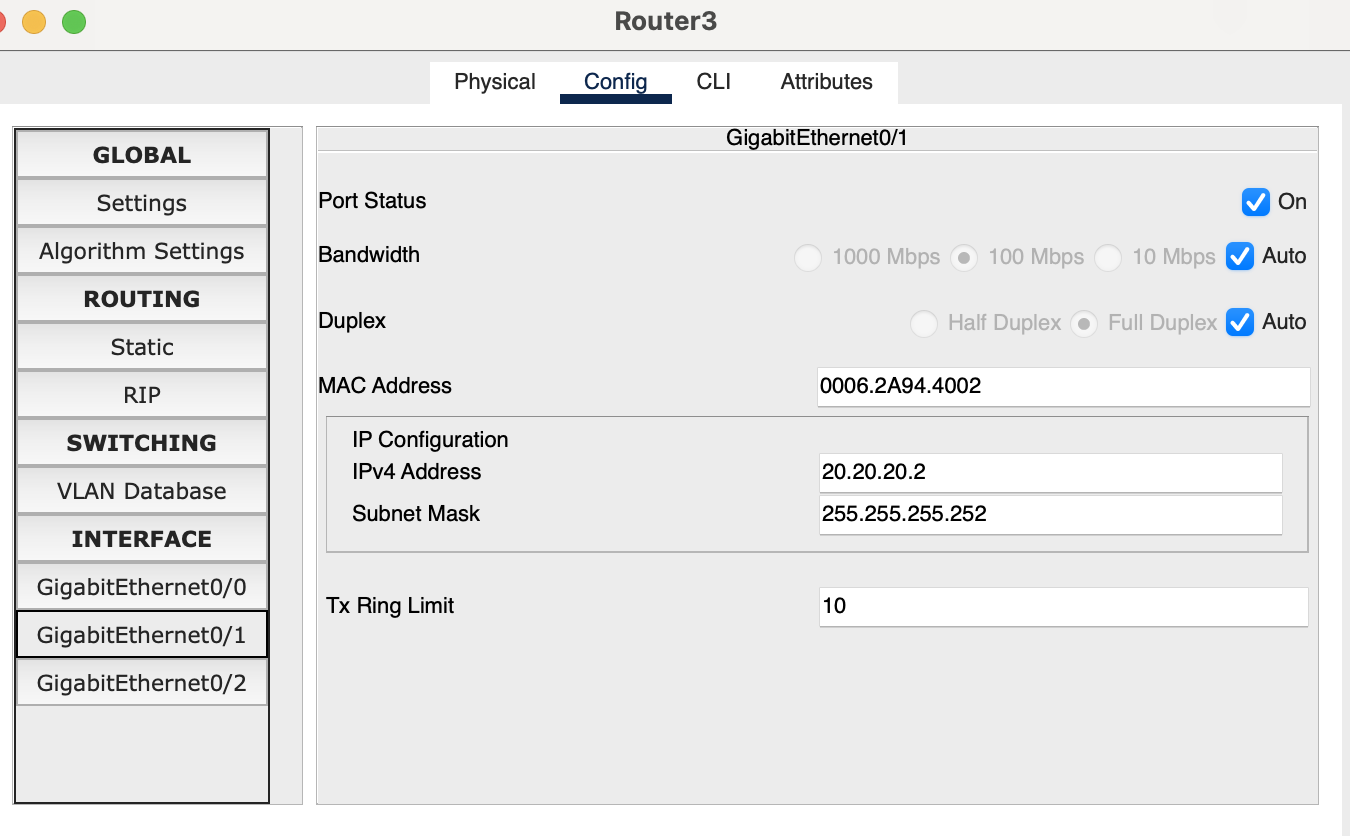 Router3
Physical Config CLI Attributes
GLOBAL
Settings
Algorithm Settings
ROUTING
Static
RIP
SWITCHING
VLAN Database
INTERFACE
GigabitEthernet0/0
GigabitEthernet0/1
GigabitEthernet0/2
GigabitEthernet0/1
Port Status On
Bandwidth 1000 Mbps 100 Mbps 10 Mbps Auto
Duplex Half Duplex Full Duplex Auto
MAC Address 0006.2A94.4002
IP Configuration
IPv4 Address 20.20.20.2
Subnet Mask 255.255.255.252
Tx Ring Limit 10